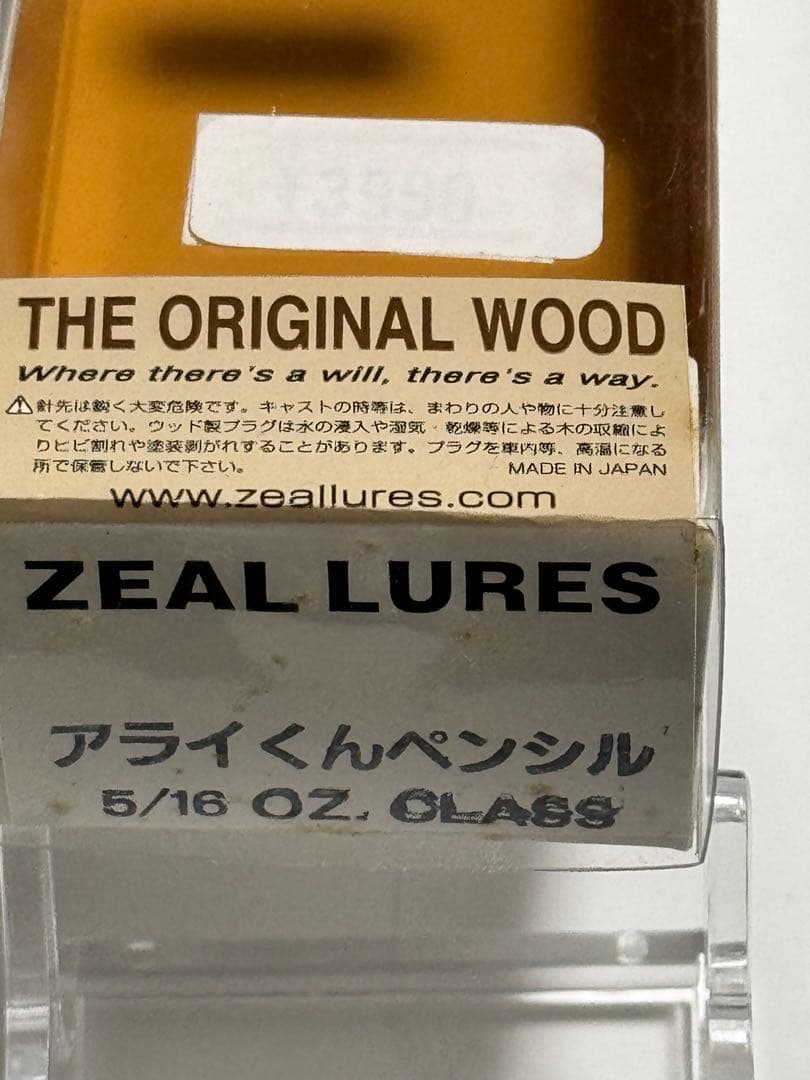 THE ORIGINAL WOOD
Where there's a will, there's a way.
⚠針先は鋭く大変危険です。キャストの時等は、まわりの人や物に十分注意し
てください。ウッド製プラグは水の浸入や湿気・乾燥等による木の収縮によ
りヒビ割れや塗装剥がれすることがあります。プラグを車内等、高温になる
所で保管しないで下さい。 MADE IN JAPAN
www.zeallures.com
ZEAL LURES
アライくんペンシル
5/16 OZ. CLASS